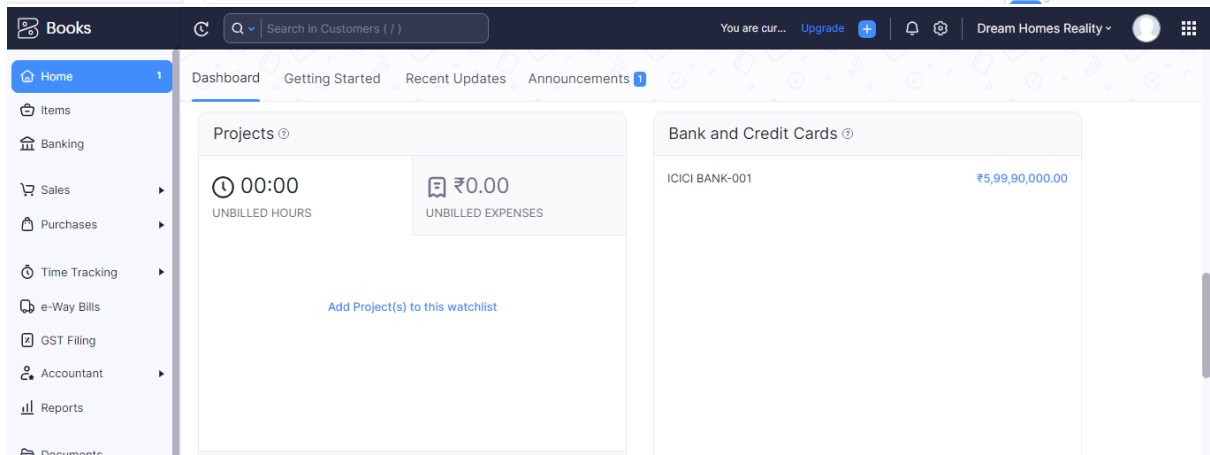 Books
Search in Customers ( / )
You are cur... Upgrade
Dream Homes Reality
Home 1
Items
Banking
Sales
Purchases
Time Tracking
e-Way Bills
GST Filing
Accountant
Reports
Documents
Dashboard Getting Started Recent Updates Announcements 1
Projects
00:00
UNBILLED HOURS
₹0.00
UNBILLED EXPENSES
Add Project(s) to this watchlist
Bank and Credit Cards
ICICI BANK-001 ₹5,99,90,000.00